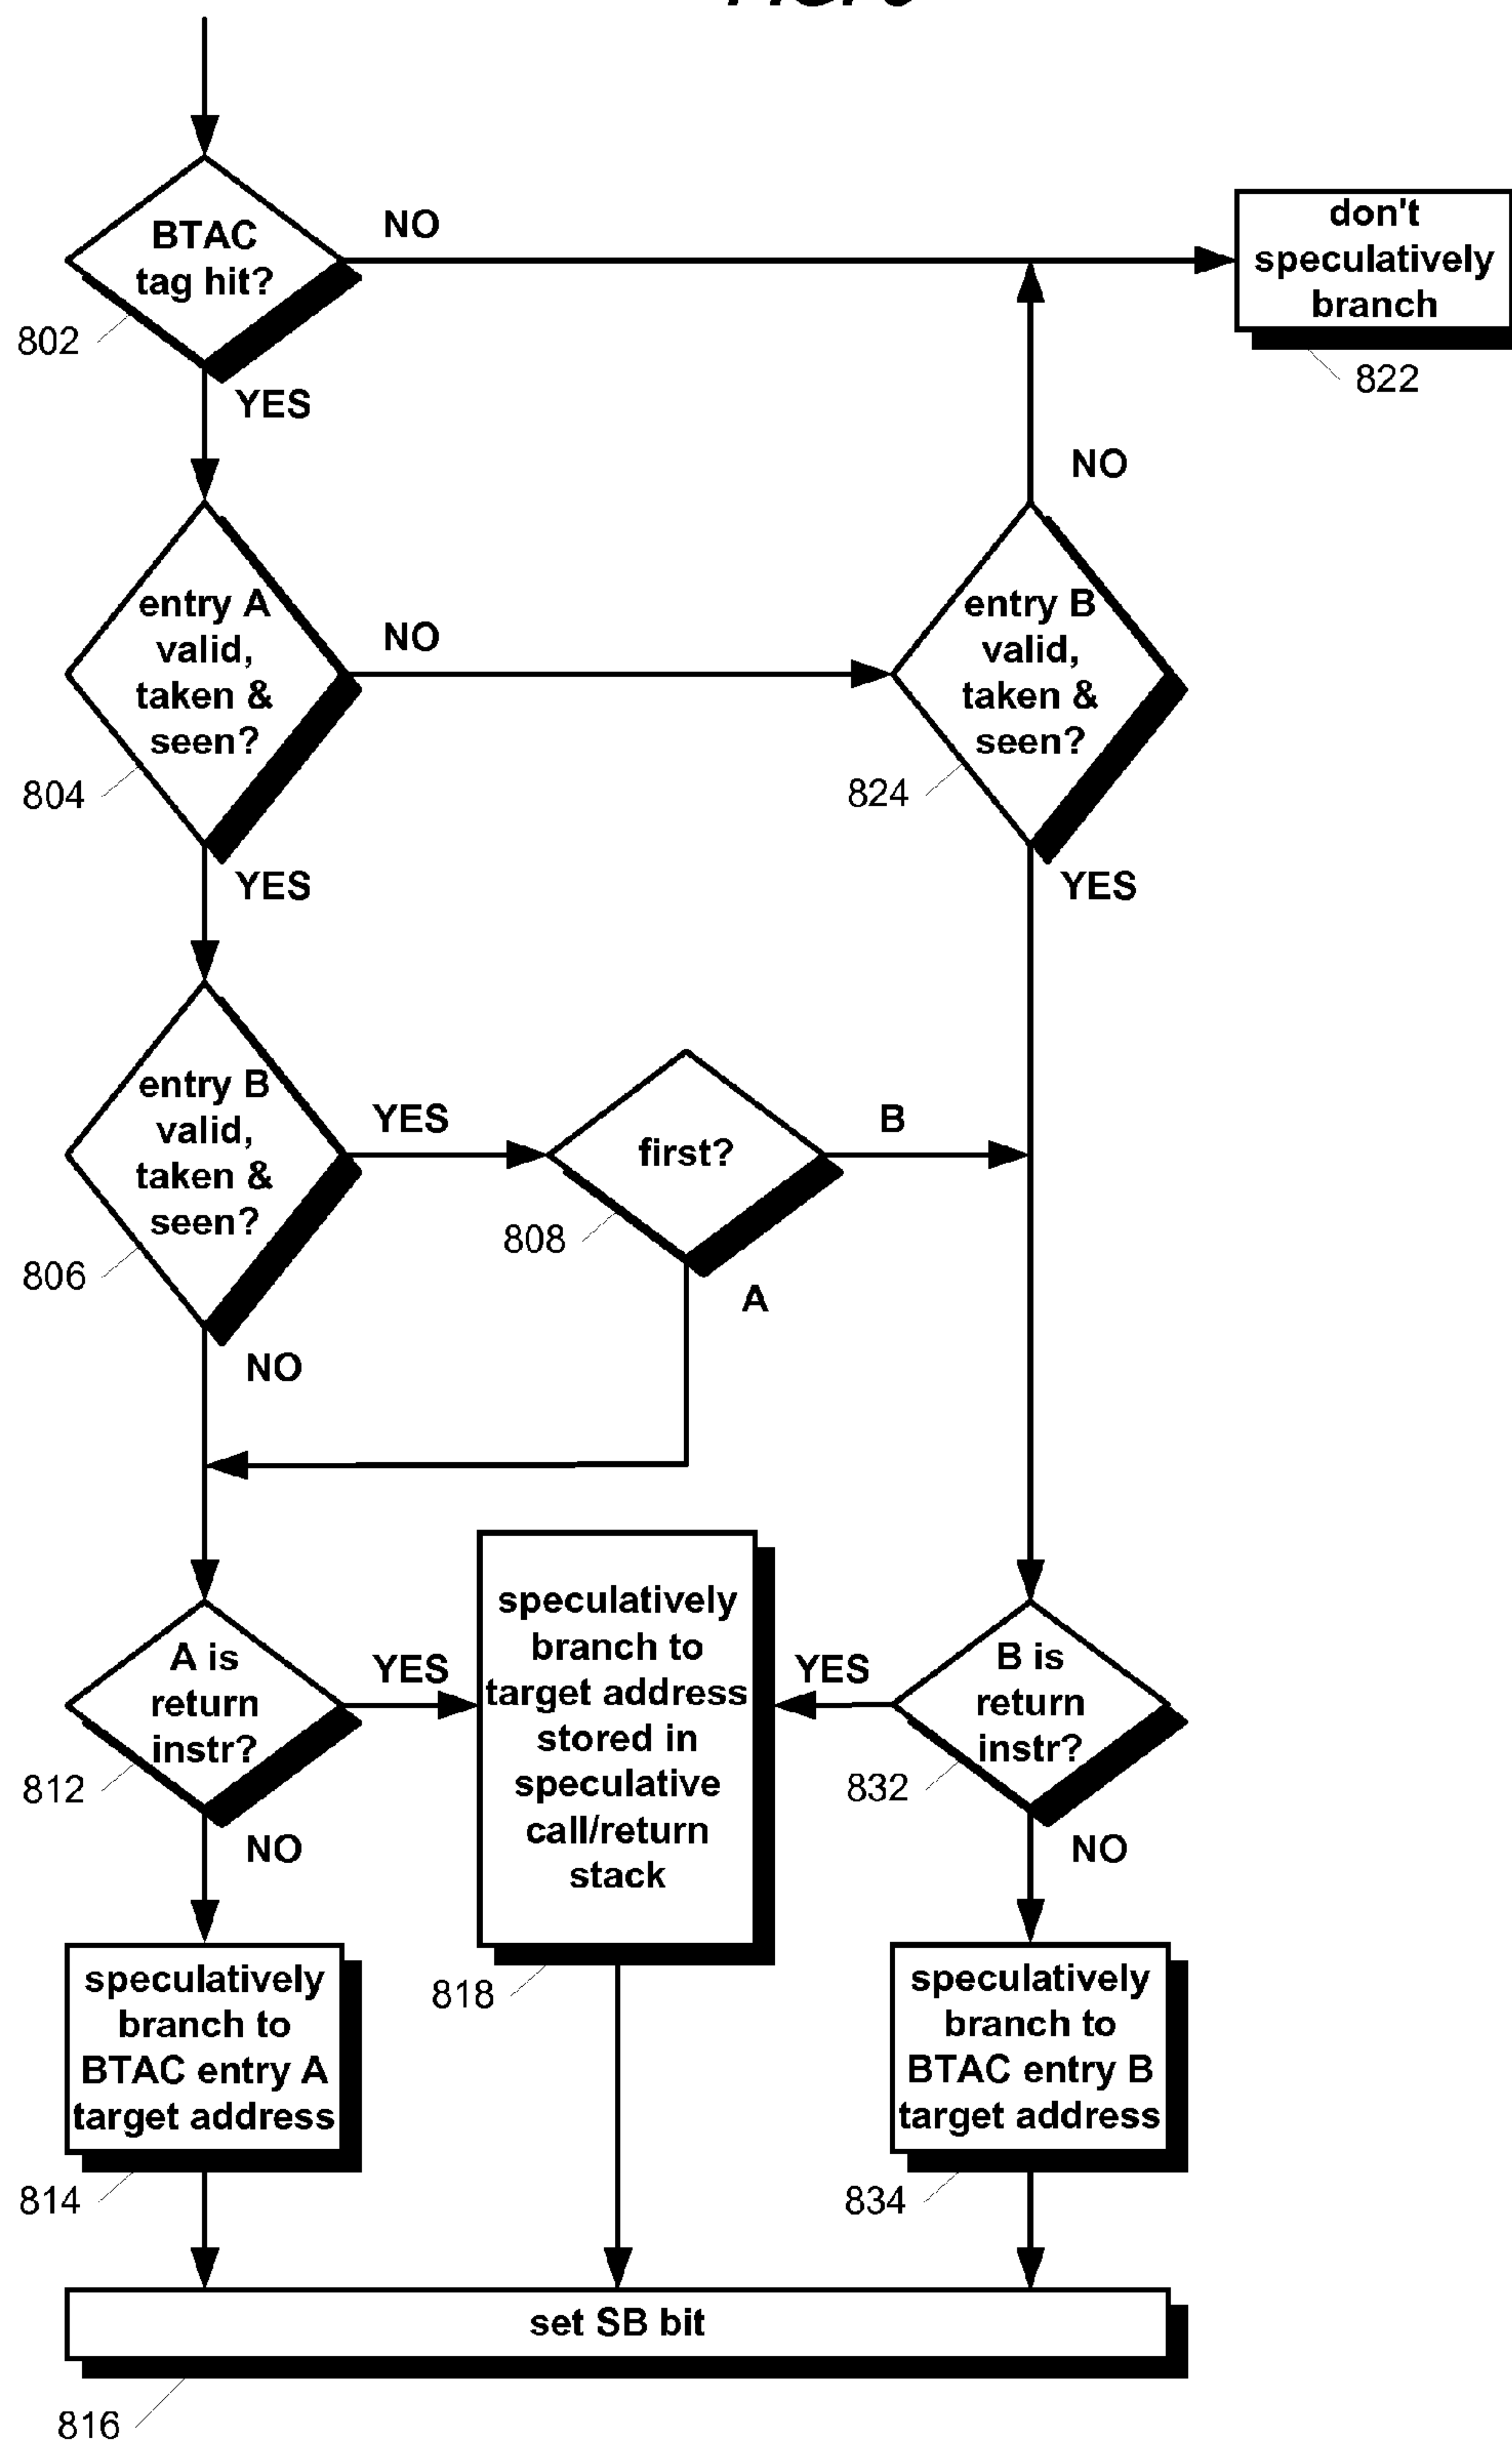 BTAC
tag hit?
NO
don't
speculatively
branch
802
822
YES
NO
entry A
valid,
taken &
seen?
NO
entry B
valid,
taken &
seen?
804
824
YES
YES
entry B
valid,
taken &
seen?
YES
first?
B
806
808
A
NO
A is
return
instr?
YES
speculatively
branch to
target address
stored in
speculative
call/return
stack
YES
B is
return
instr?
812
832
NO
NO
speculatively
branch to
BTAC entry A
target address
818
speculatively
branch to
BTAC entry B
target address
814
834
set SB bit
816